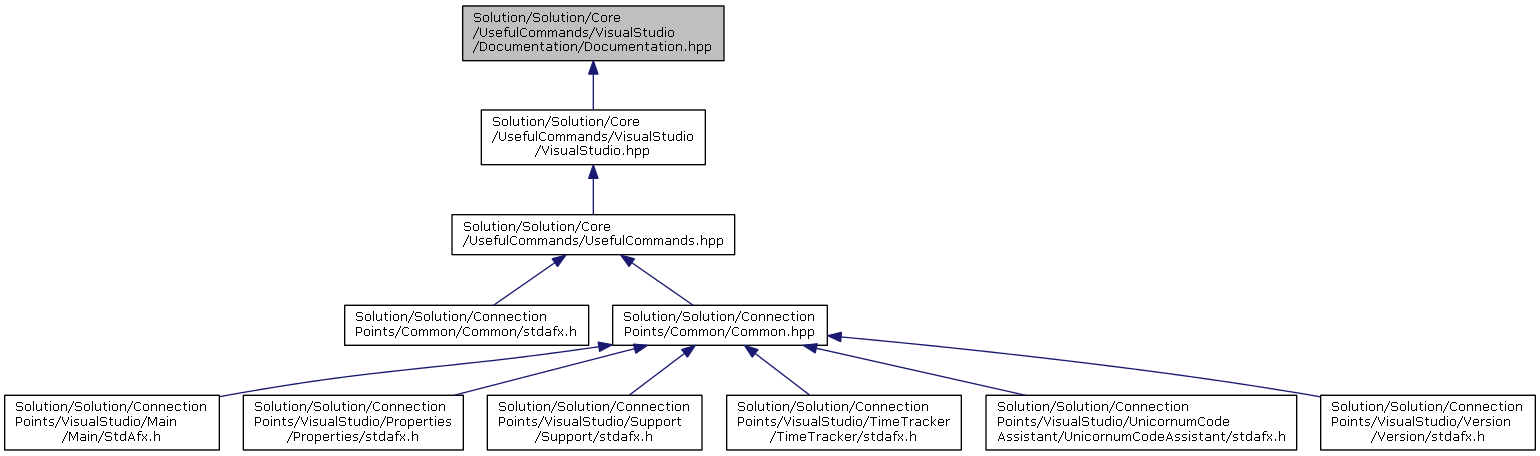 Solution/Solution/Core
/UsefulCommands/VisualStudio
/Documentation/Documentation.hpp
Solution/Solution/Core
/UsefulCommands/VisualStudio
/VisualStudio.hpp
Solution/Solution/Core
/UsefulCommands/UsefulCommands.hpp
Solution/Solution/Connection
Points/Common/Common/stdafx.h
Solution/Solution/Connection
Points/Common/Common.hpp
Solution/Solution/Connection
Points/VisualStudio/Main
/Main/StdAfx.h
Solution/Solution/Connection
Points/VisualStudio/Properties
/Properties/stdafx.h
Solution/Solution/Connection
Points/VisualStudio/Support
/Support/stdafx.h
Solution/Solution/Connection
Points/VisualStudio/TimeTracker
/TimeTracker/stdafx.h
Solution/Solution/Connection
Points/VisualStudio/UnicornumCode
Assistant/UnicornumCodeAssistant/stdafx.h
Solution/Solution/Connection
Points/VisualStudio/Version
/Version/stdafx.h